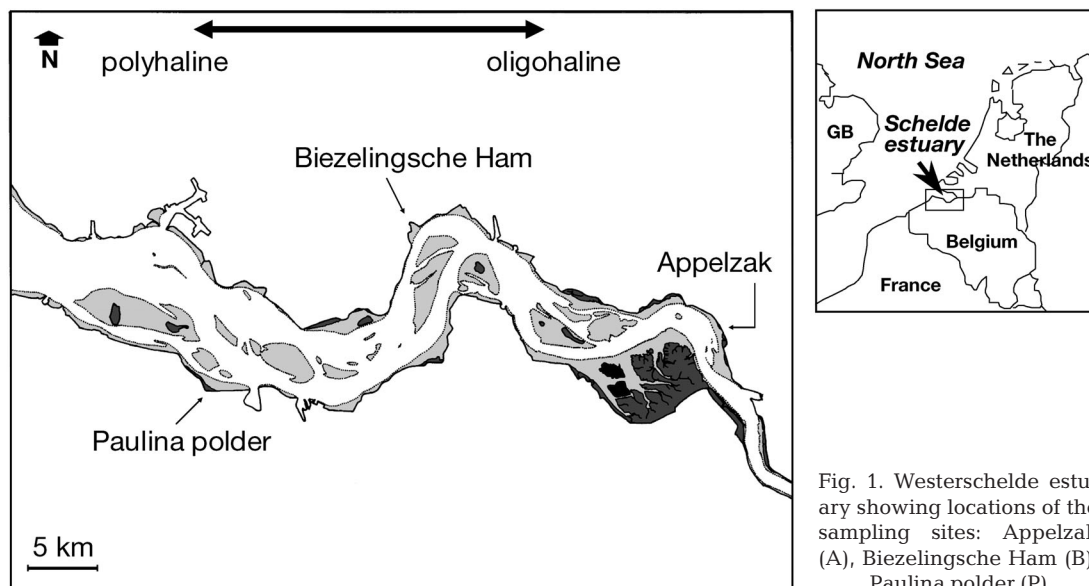 N
polyhaline
oligohaline
Biezelingsche Ham
Appelzak
Paulina polder
5 km
North Sea
GB
Schelde
estuary
The
Netherlands
Belgium
France
Fig. 1. Westerschelde estu
ary showing locations of the
sampling sites: Appelzak
(A), Biezelingsche Ham (B)
Paulina polder (P)